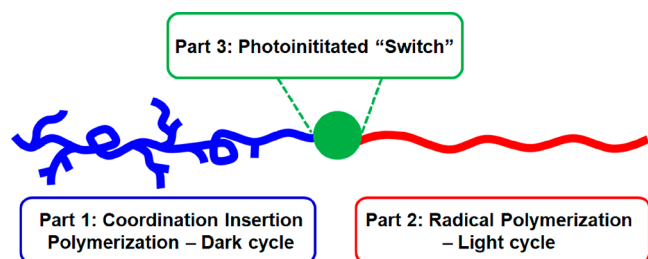 Part 3: Photoinititated “Switch”
Part 1: Coordination Insertion
Polymerization – Dark cycle
Part 2: Radical Polymerization
– Light cycle